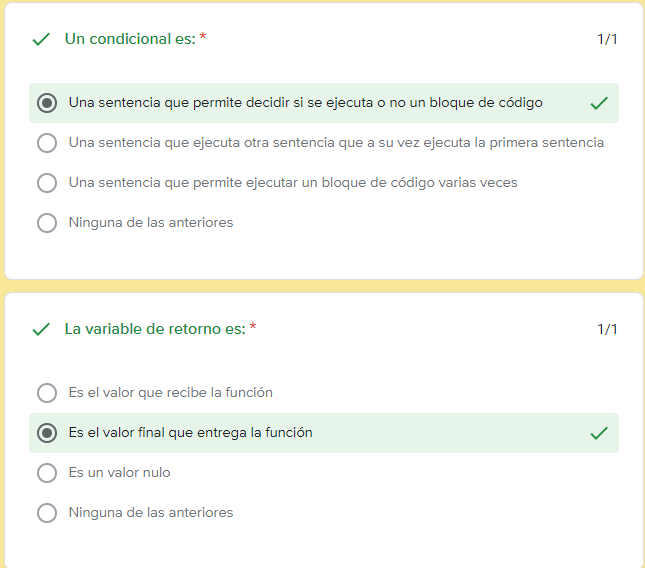 Un condicional es: * 1/1
Una sentencia que permite decidir si se ejecuta o no un bloque de código
Una sentencia que ejecuta otra sentencia que a su vez ejecuta la primera sentencia
Una sentencia que permite ejecutar un bloque de código varias veces
Ninguna de las anteriores
La variable de retorno es: * 1/1
Es el valor que recibe la función
Es el valor final que entrega la función
Es un valor nulo
Ninguna de las anteriores